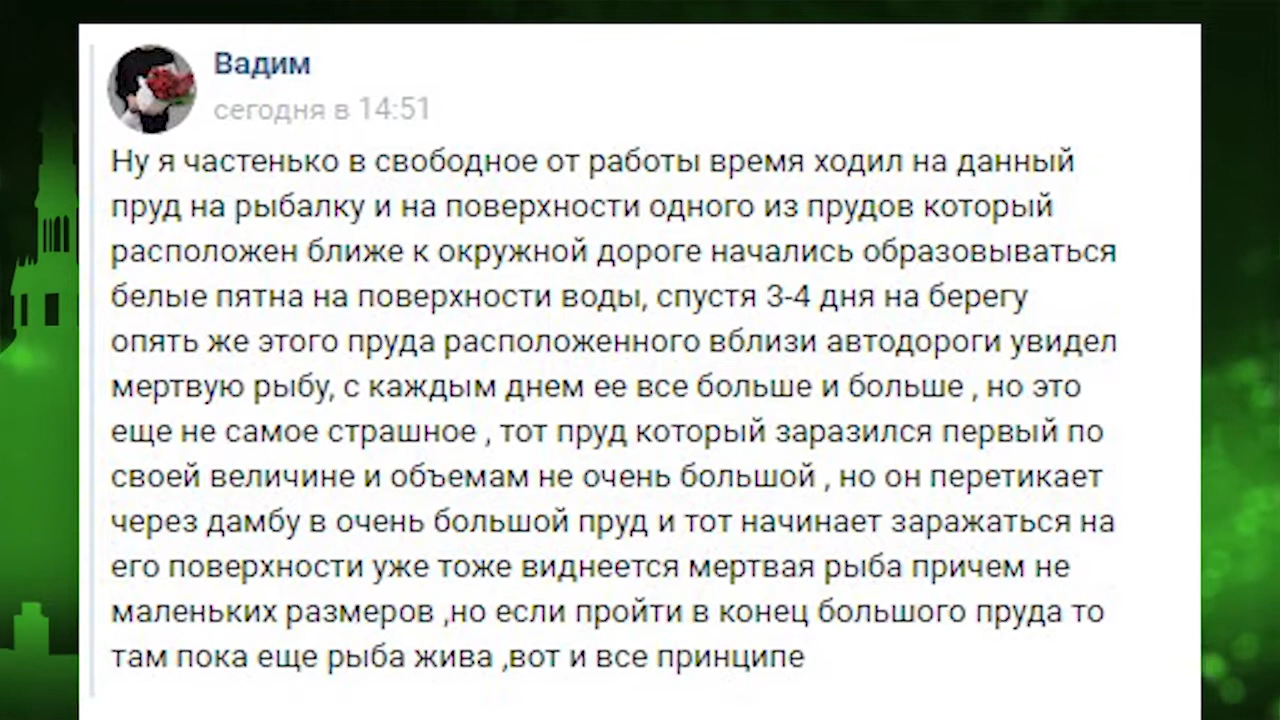 Вадим
сегодня в 14:51
Ну я частенько в свободное от работы время ходил на данный
пруд на рыбалку и на поверхности одного из прудов который
расположен ближе к окружной дороге начались образовываться
белые пятна на поверхности воды, спустя 3-4 дня на берегу
опять же этого пруда расположенного вблизи автодороги увидел
мертвую рыбу, с каждым днем ее все больше и больше , но это
еще не самое страшное , тот пруд который заразился первый по
своей величине и объемам не очень большой , но он перетикает
через дамбу в очень большой пруд и тот начинает заражаться на
его поверхности уже тоже виднеется мертвая рыба причем не
маленьких размеров ,но если пройти в конец большого пруда то
там пока еще рыба жива ,вот и все принципе